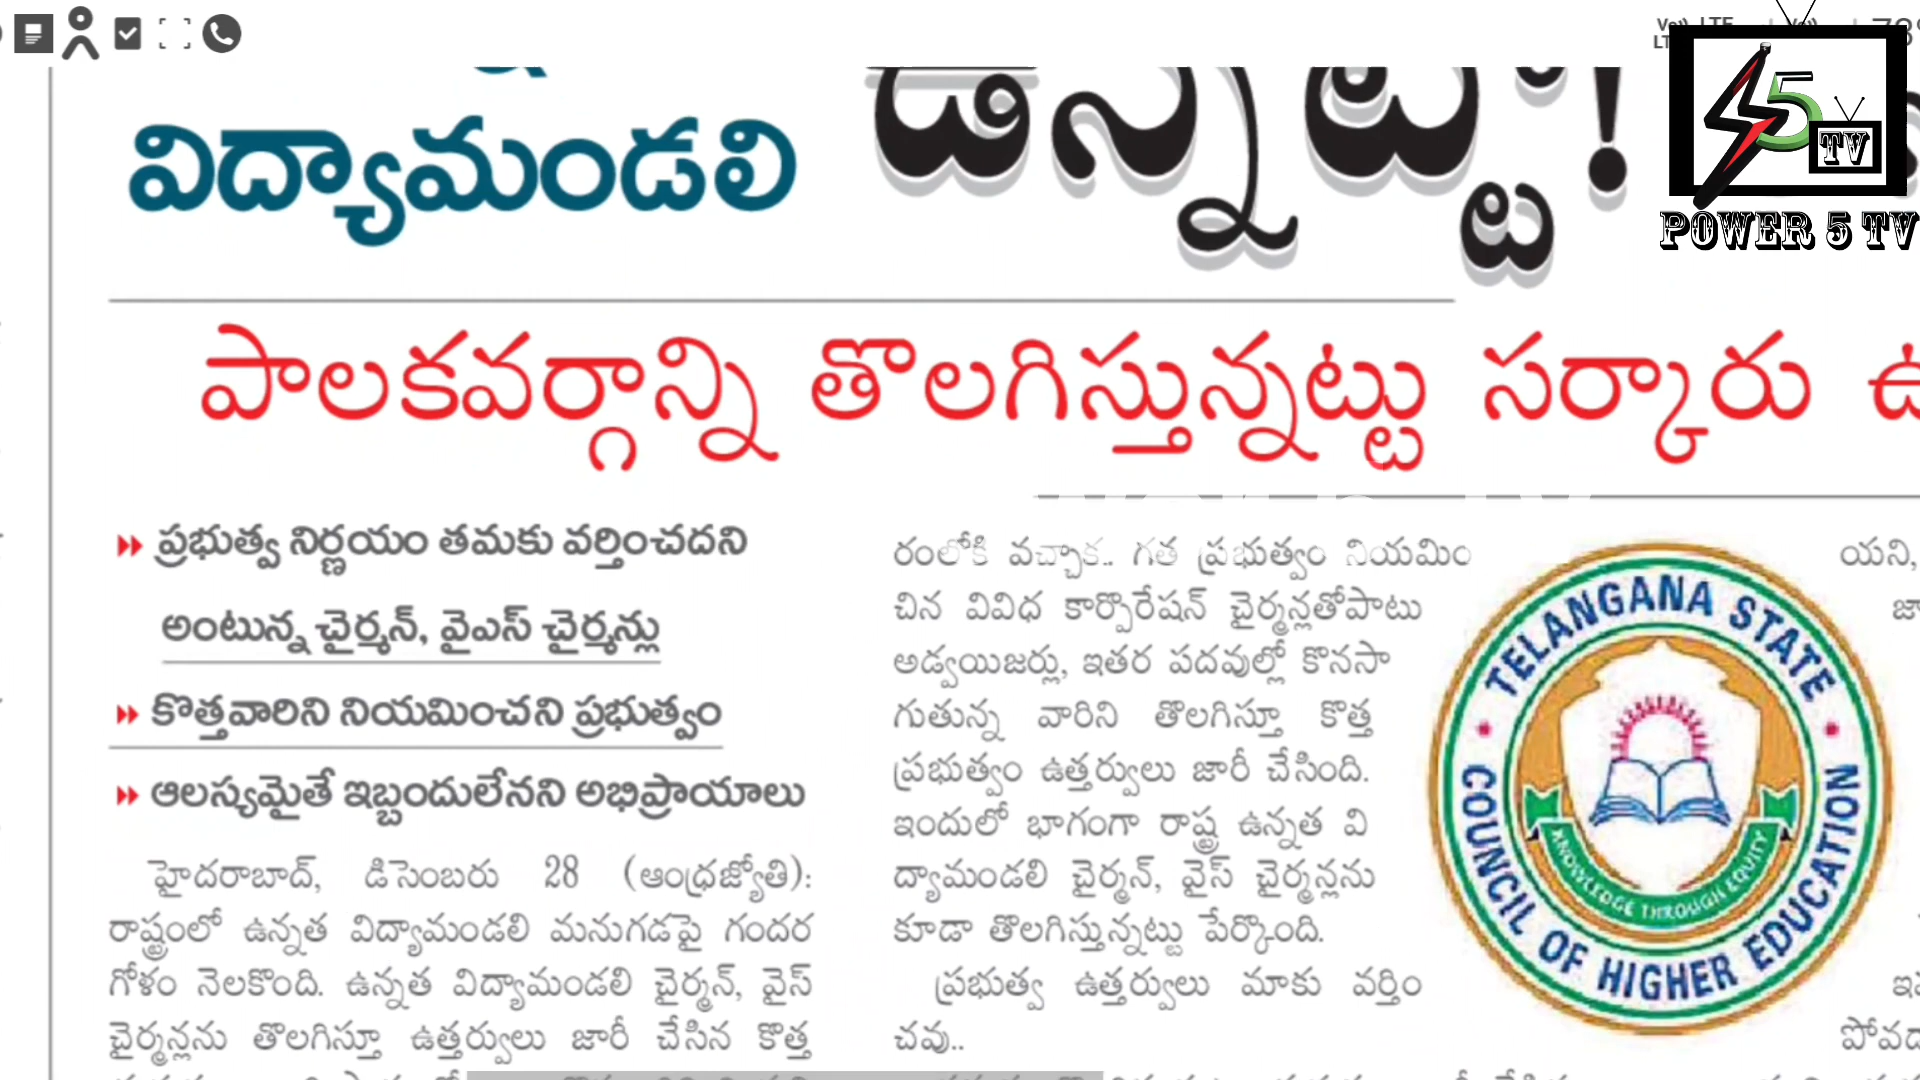 విద్యామండలి
POWER 5 TV
5
TV
పాలకవర్గాన్ని తొలగిస్తున్నట్టు సర్కారు
ప్రభుత్వ నిర్ణయం తమకు వర్తించదని
అంటున్న చైర్మన్, వైఎస్ చైర్మన్లు
కొత్తవారిని నియమించని ప్రభుత్వం
ఆలస్యమైతే ఇబ్బందులేనని అభిప్రాయాలు
హైదరాబాద్, డిసెంబరు 28 (ఆంధ్రజ్యోతి):
రాష్ట్రంలో ఉన్నత విద్యామండలి మనుగడపై గందర
గోళం నెలకొంది. ఉన్నత విద్యామండలి చైర్మన్, వైస్
చైర్మన్లను తొలగిస్తూ ఉత్తర్వులు జారీ చేసిన కొత్త
రంలోకి వచ్చాక.. గత ప్రభుత్వం నియమిం
చిన వివిధ కార్పొరేషన్ చైర్మన్లతోపాటు
అడ్వయిజర్లు, ఇతర పదవుల్లో కొనసా
గుతున్న వారిని తొలగిస్తూ కొత్త
ప్రభుత్వం ఉత్తర్వులు జారీ చేసింది.
ఇందులో భాగంగా రాష్ట్ర ఉన్నత వి
ద్యామండలి చైర్మన్, వైస్ చైర్మన్లను
కూడా తొలగిస్తున్నట్టు పేర్కొంది.
ప్రభుత్వ ఉత్తర్వులు మాకు వర్తిం
చవు..
TELANGANA STATE
COUNCIL OF HIGHER EDUCATION
KNOWLEDGE THROUGH EQUITY
యని,